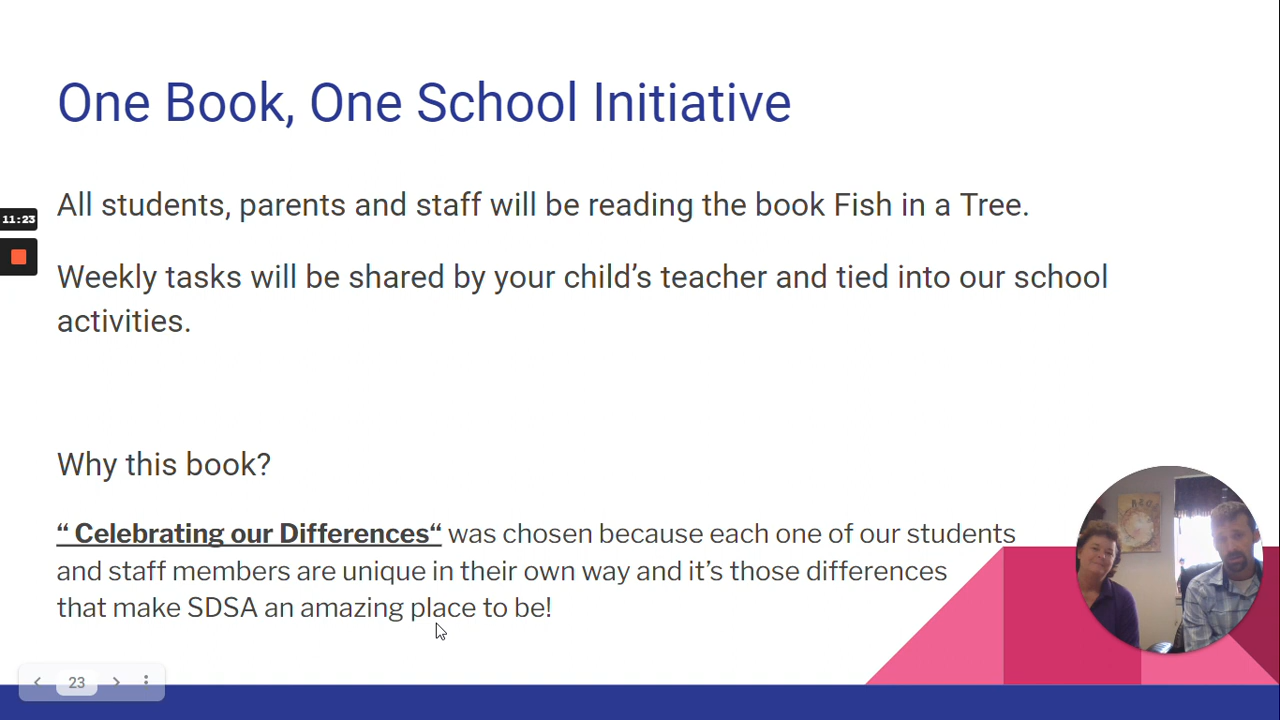 One Book, One School Initiative
All students, parents and staff will be reading the book Fish in a Tree.
11:23
Weekly tasks will be shared by your child’s teacher and tied into our school
activities.
Why this book?
“ Celebrating our Differences“ was chosen because each one of our students
and staff members are unique in their own way and it’s those differences
that make SDSA an amazing place to be!
23